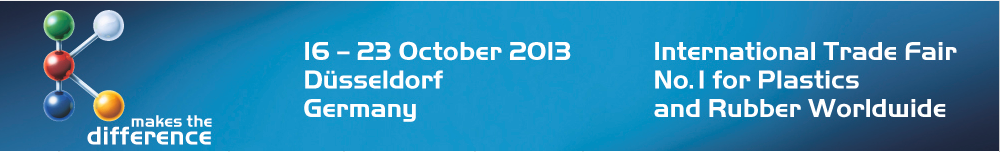 makes the
difference
16 – 23 October 2013
Düsseldorf
Germany
International Trade Fair
No.1 for Plastics
and Rubber Worldwide